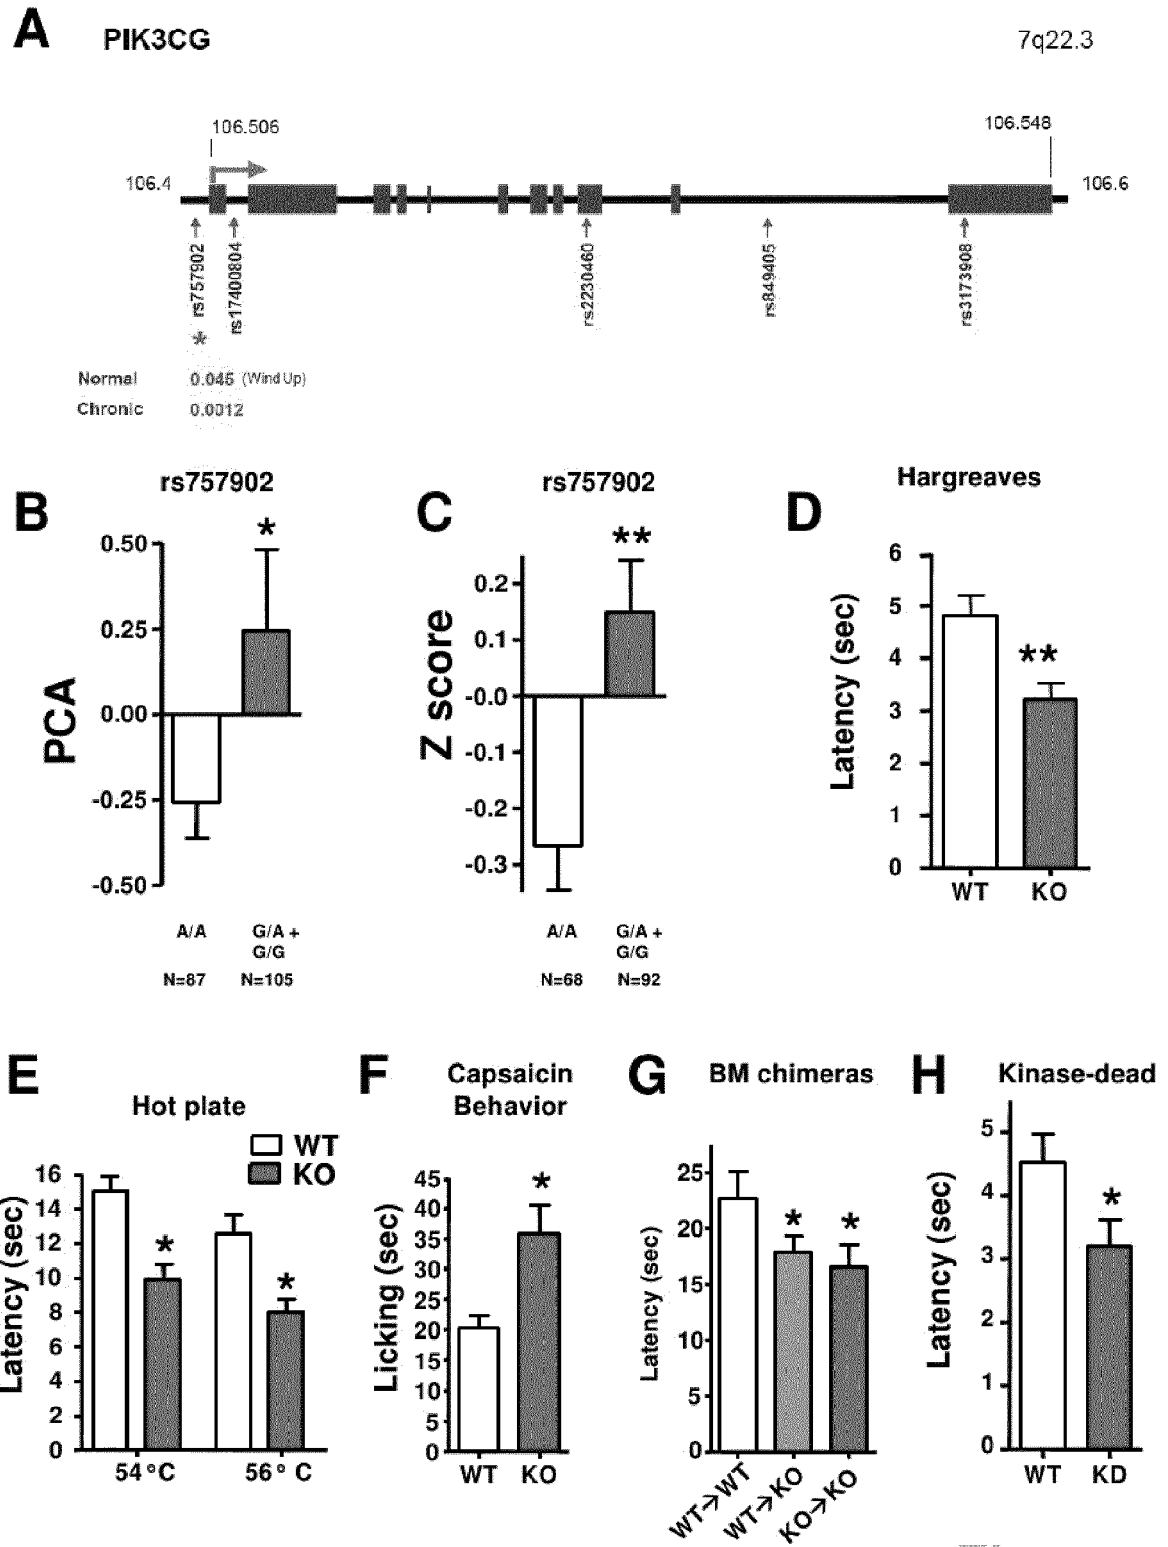 A
PIK3CG
7q22.3
106.506
106.548
106.4
106.6
rs757902
rs17400804
rs2230460
rs849405
rs3173908
*
Normal 0.045 (Wind Up)
Chronic 0.0012
B
rs757902
PCA
0.50
0.25
0.00
-0.25
-0.50
*
A/A
G/A +
G/G
N=87
N=105
C
rs757902
Z score
0.2
0.1
-0.0
-0.1
-0.2
-0.3
**
A/A
G/A +
G/G
N=68
N=92
D
Hargreaves
Latency (sec)
6
5
4
3
2
1
0
**
WT
KO
E
Hot plate
WT
KO
Latency (sec)
16
14
12
10
8
6
4
2
0
*
*
54°C
56° C
F
Capsaicin
Behavior
Licking (sec)
45
40
35
30
25
20
15
10
5
0
*
WT
KO
G
BM chimeras
Latency (sec)
25
20
15
10
5
0
*
*
WT→WT
WT→KO
KO→KO
H
Kinase-dead
Latency (sec)
5
4
3
2
1
0
*
WT
KD